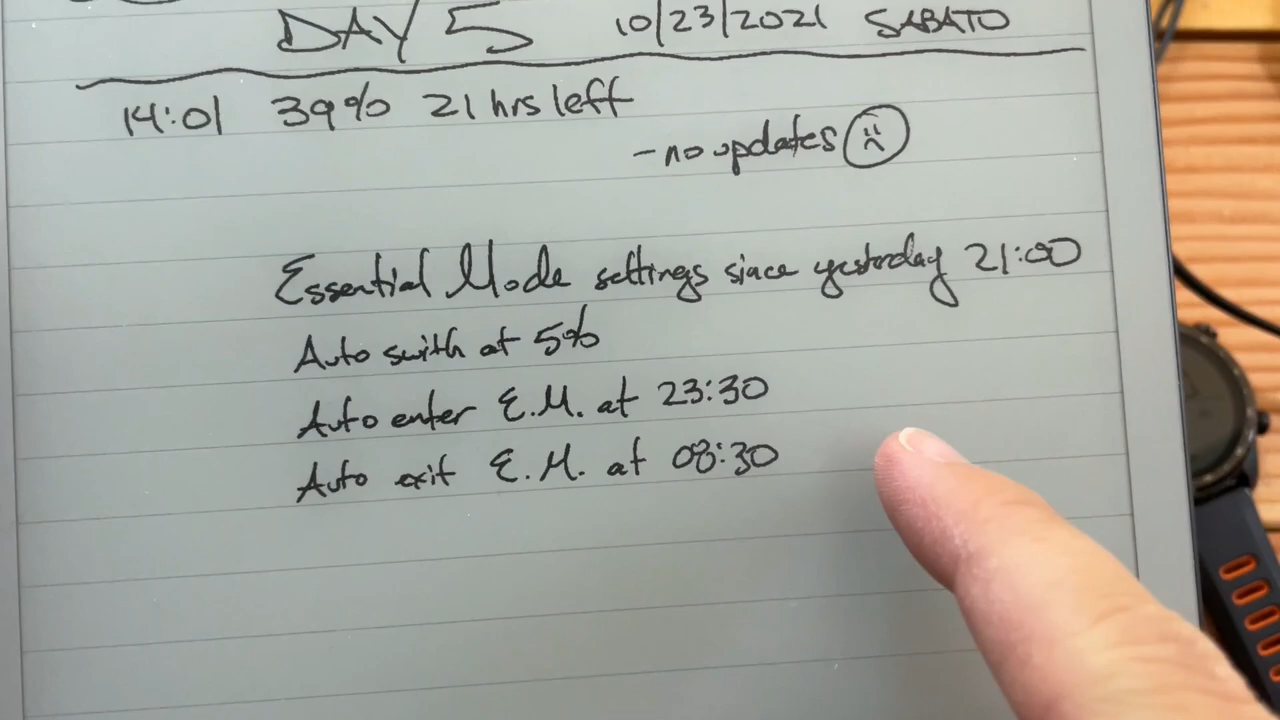 DAY 5 10/23/2021 SABATO
14:01 39% 21 hrs left
- no updates
Essential Mode settings since yesterday 21:00
Auto swith at 5%
Auto enter E.M. at 23:30
Auto exit E.M. at 08:30